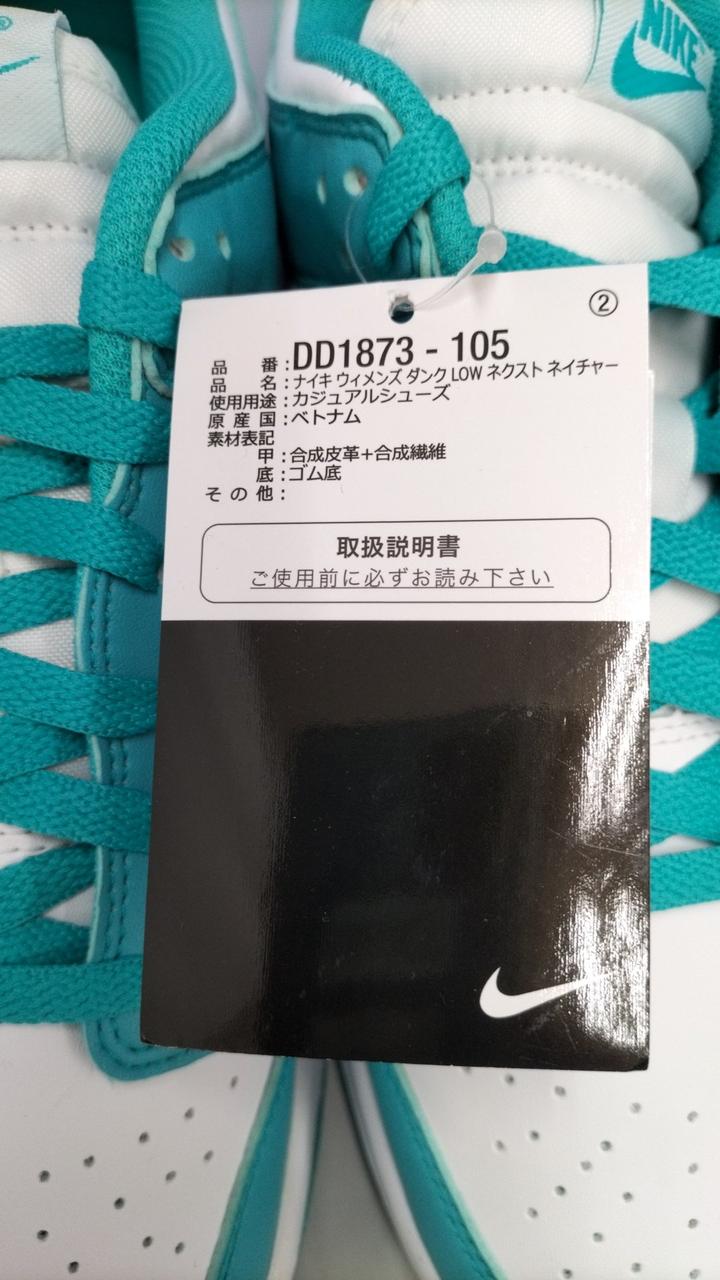 NIKE
②
品 番:DD1873 - 105
品 名:ナイキ ウィメンズ ダンク LOW ネクスト ネイチャー
使用用途:カジュアルシューズ
原 産 国:ベトナム
素材表記
甲:合成皮革+合成繊維
底:ゴム底
そ の 他:
取扱説明書
ご使用前に必ずお読み下さい